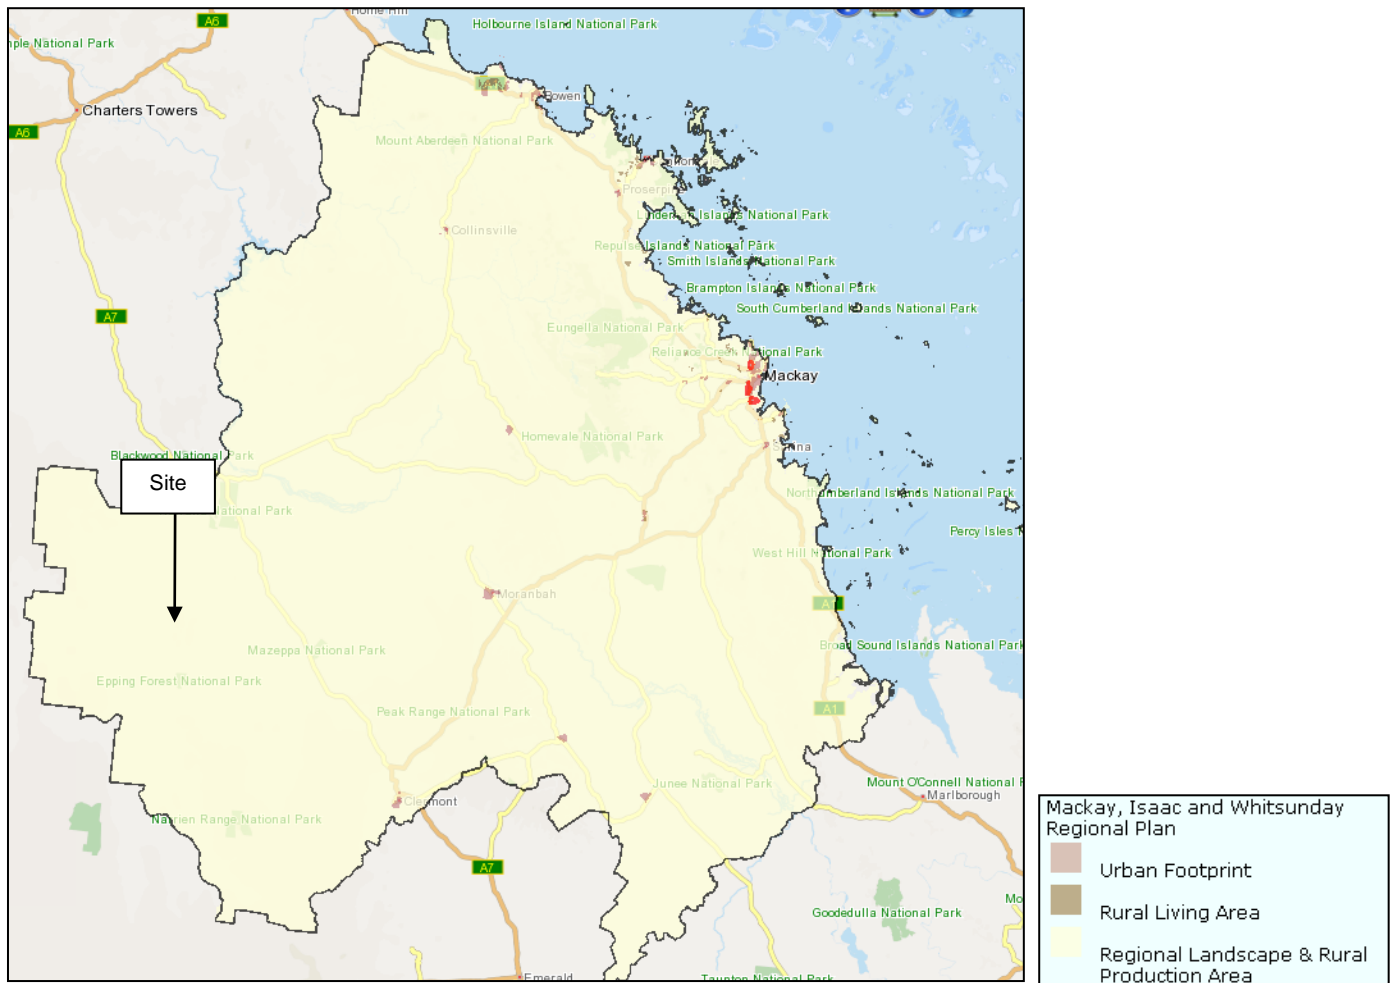 Home Hill
A6
Holbourne Island National Park
mple National Park
Charters Towers
Bowen
A6
Mount Aberdeen National Park
Proserpine
Lindeman Islands National Park
Collinsville
Repulse Islands National Park
Smith Islands National Park
Brampton Islands National Park
South Cumberland Islands National Park
A7
Eungella National Park
Reliance Creek National Park
Mackay
Homevale National Park
Sarina
Blackwood National Park
Site
Northumberland Islands National Park
National Park
Percy Isles
West Hill National Park
Moranbah
A1
Broad Sound Islands National Park
Mazeppa National Park
Epping Forest National Park
Peak Range National Park
A1
Junee National Park
Mount O'Connell National P
Marlborough
Clermont
Mackay, Isaac and Whitsunday
Regional Plan
Narrien Range National Park
A7
Urban Footprint
Goodedulla National Park
Mo
Rural Living Area
Regional Landscape & Rural
Production Area
Emerald
Taunton National Park